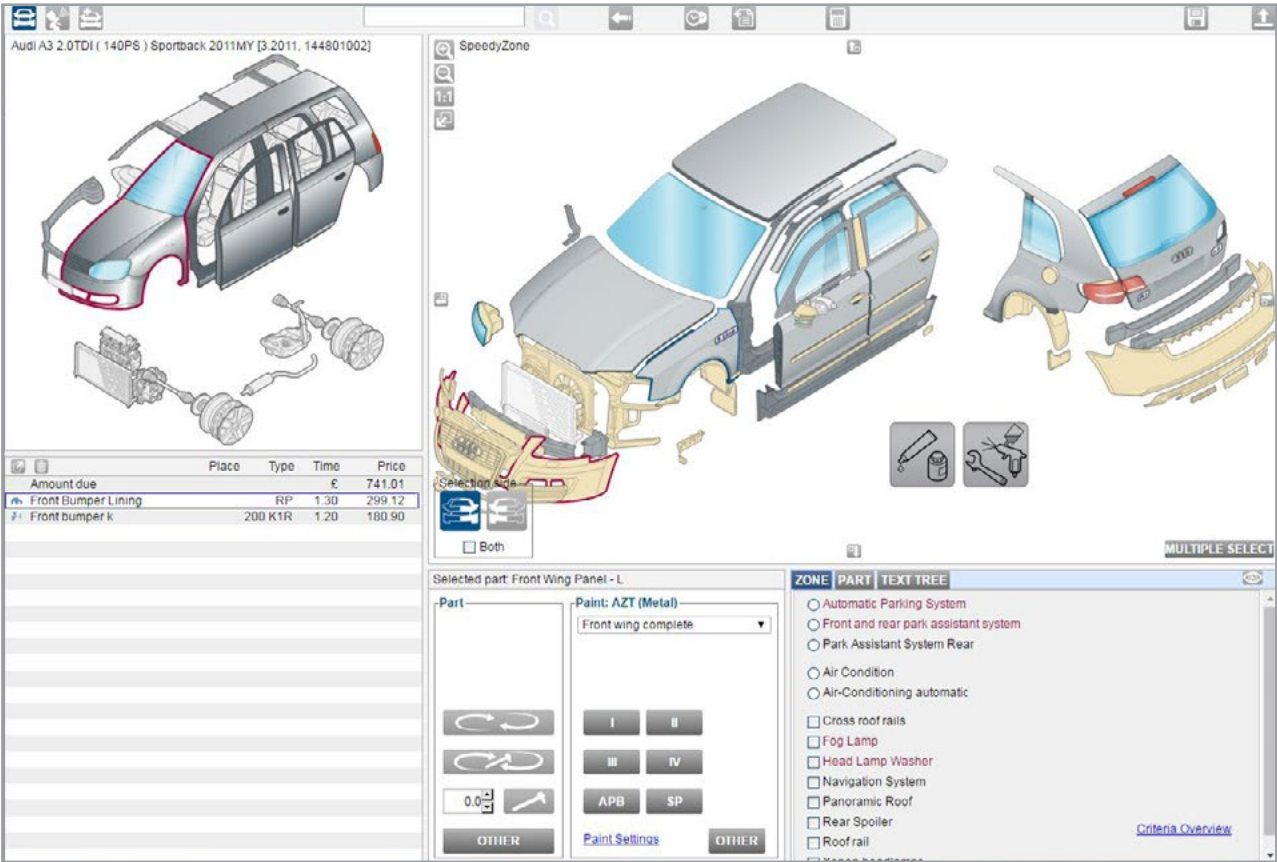 Audi A3 2.0TDI ( 140PS ) Sportback 2011MY [3.2011, 144801002]
SpeedyZone
1:1
Selection side
Both
MULTIPLE SELECT
Place Type Time Price
Amount due £ 741.01
Front Bumper Lining RP 1.30 299.12
Front bumper k 200 K1R 1.20 180.90
Selected part: Front Wing Panel - L
Part
Paint: AZT (Metal)
Front wing complete
I II
III IV
0.0
APB SP
OTHER
Paint Settings
OTHER
ZONE PART TEXT TREE
Automatic Parking System
Front and rear park assistant system
Park Assistant System Rear
Air Condition
Air-Conditioning automatic
Cross roof rails
Fog Lamp
Head Lamp Washer
Navigation System
Panoramic Roof
Rear Spoiler
Roof rail
Criteria Overview